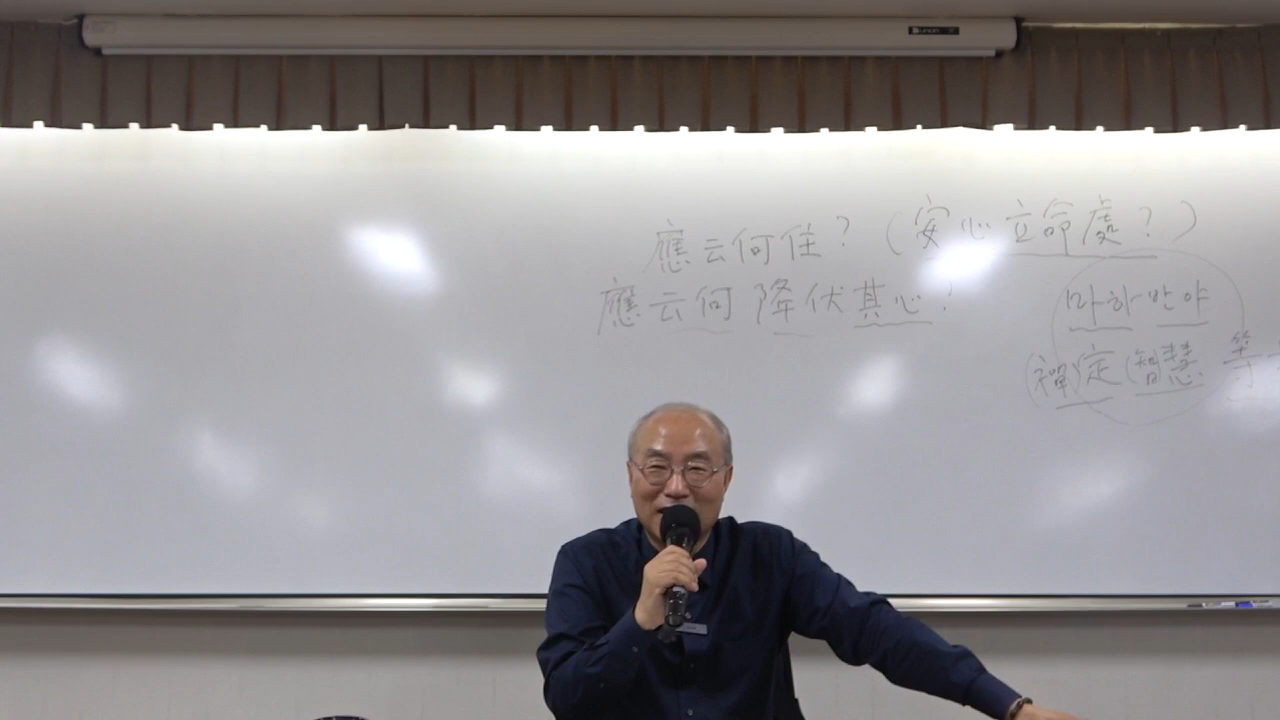 應云何住? (安心立命處?)
應云何 降伏其心?
마하반야
(禪)定 (智慧 等